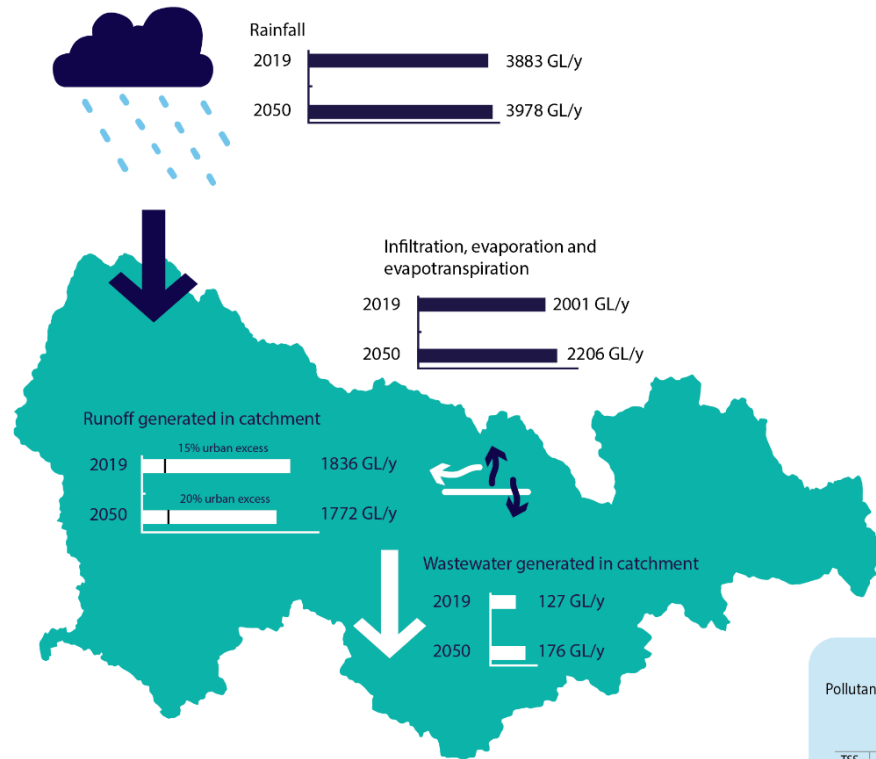 Rainfall
2019 3883 GL/y
2050 3978 GL/y
Infiltration, evaporation and
evapotranspiration
2019 2001 GL/y
2050 2206 GL/y
Runoff generated in catchment
15% urban excess
2019 1836 GL/y
20% urban excess
2050 1772 GL/y
Wastewater generated in catchment
2019 127 GL/y
2050 176 GL/y
Pollutan
TSS